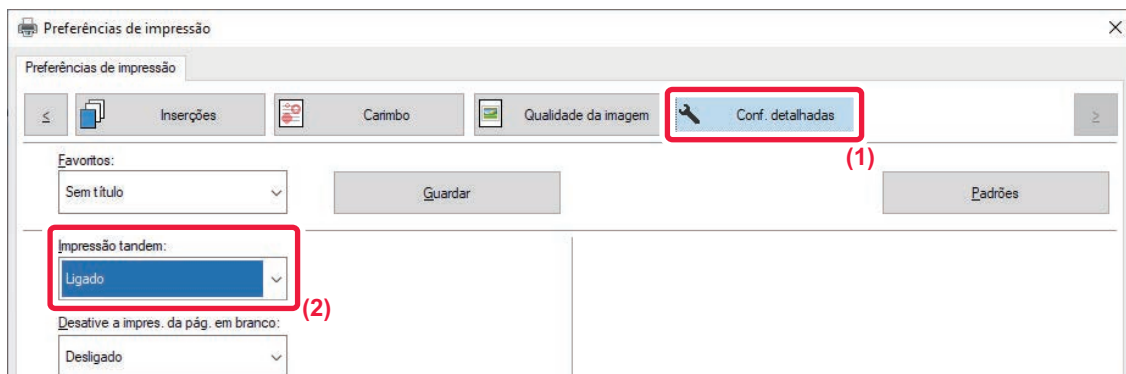 Preferências de impressão
Preferências de impressão
< Inserções Carimbo Qualidade da imagem Conf. detalhadas >
(1)
Favoritos:
Sem título Guardar Padrões
Impressão tandem:
Ligado
(2)
Desative a impres. da pág. em branco:
Desligado